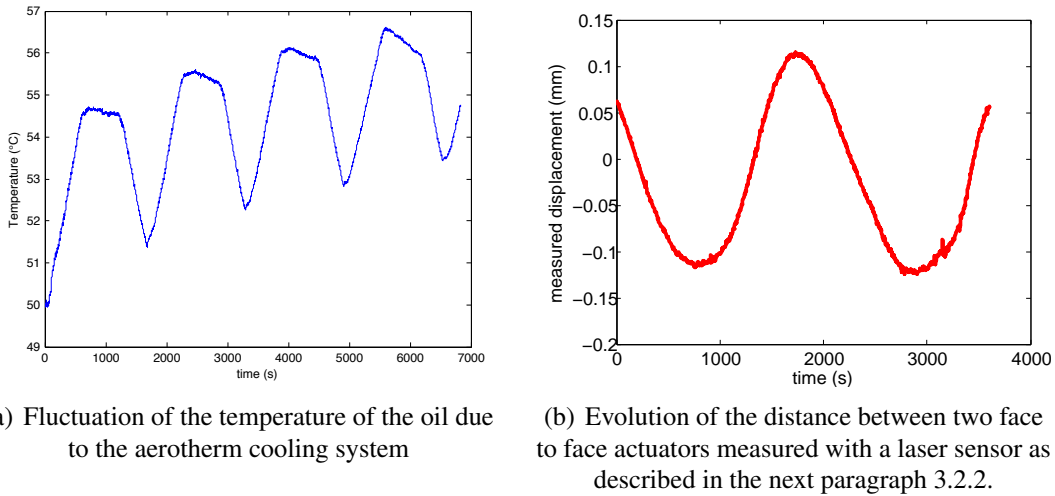 57
56
55
54
53
52
51
50
49
Temperature (°C)
0 1000 2000 3000 4000 5000 6000 7000
time (s)
0.15
0.1
0.05
0
−0.05
−0.1
−0.15
−0.2
measured displacement (mm)
0 1000 2000 3000 4000
time (s)
) Fluctuation of the temperature of the oil due
to the aerotherm cooling system
(b) Evolution of the distance between two face
to face actuators measured with a laser sensor as
described in the next paragraph 3.2.2.